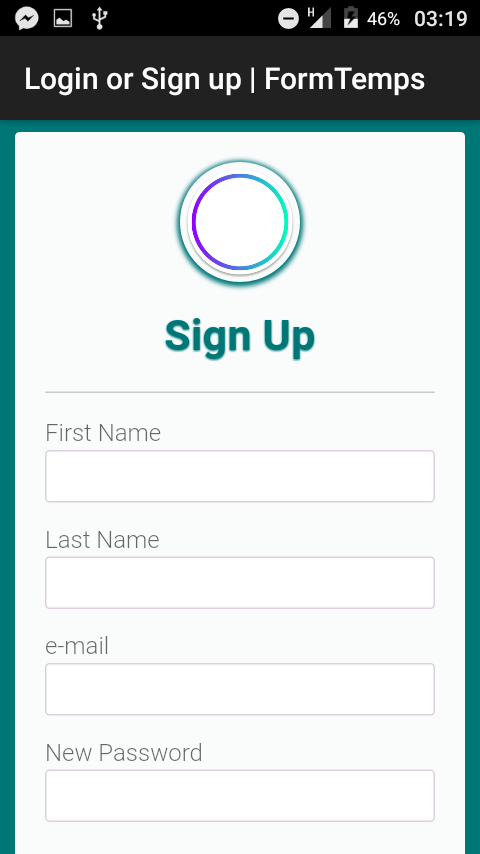 H 46% 03:19
Login or Sign up | FormTemps
Sign Up
First Name
Last Name
e-mail
New Password